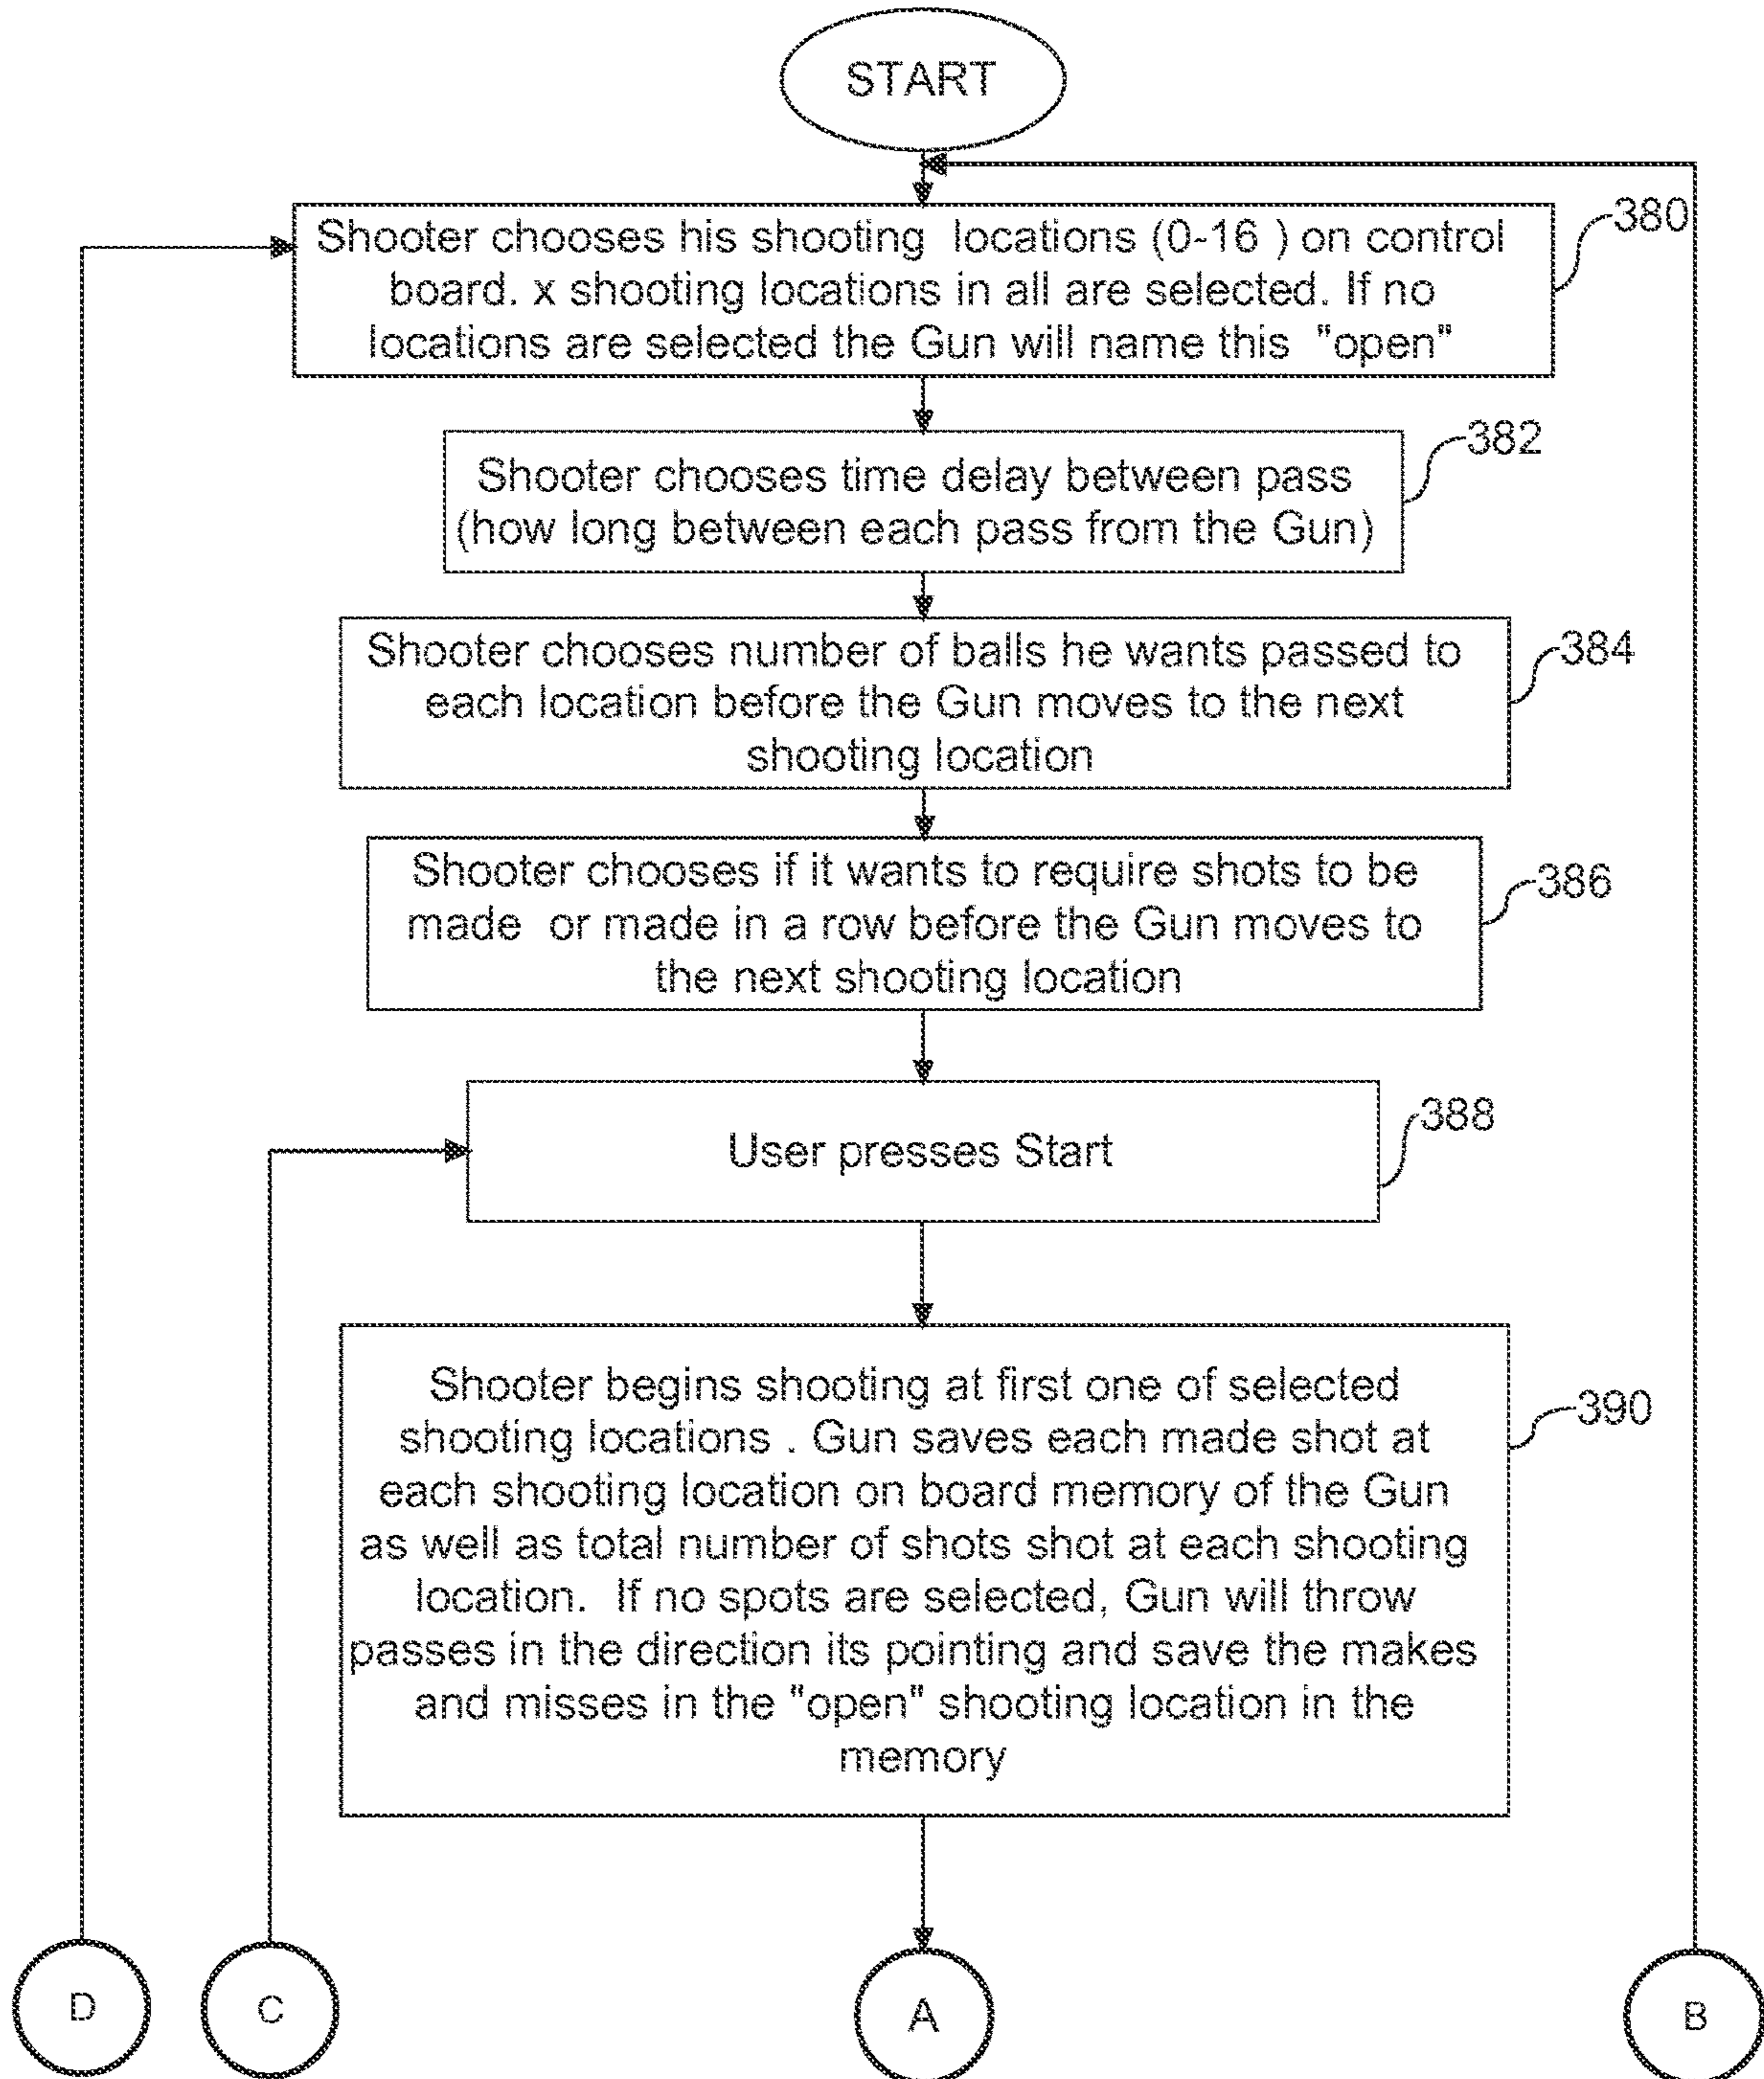 START
Shooter chooses his shooting locations (0-16 ) on control
board. x shooting locations in all are selected. If no
locations are selected the Gun will name this "open"
380
Shooter chooses time delay between pass
(how long between each pass from the Gun)
382
Shooter chooses number of balls he wants passed to
each location before the Gun moves to the next
shooting location
384
Shooter chooses if it wants to require shots to be
made or made in a row before the Gun moves to
the next shooting location
386
User presses Start
388
Shooter begins shooting at first one of selected
shooting locations . Gun saves each made shot at
each shooting location on board memory of the Gun
as well as total number of shots shot at each shooting
location. If no spots are selected, Gun will throw
passes in the direction its pointing and save the makes
and misses in the "open" shooting location in the
memory
390
D
C
A
B